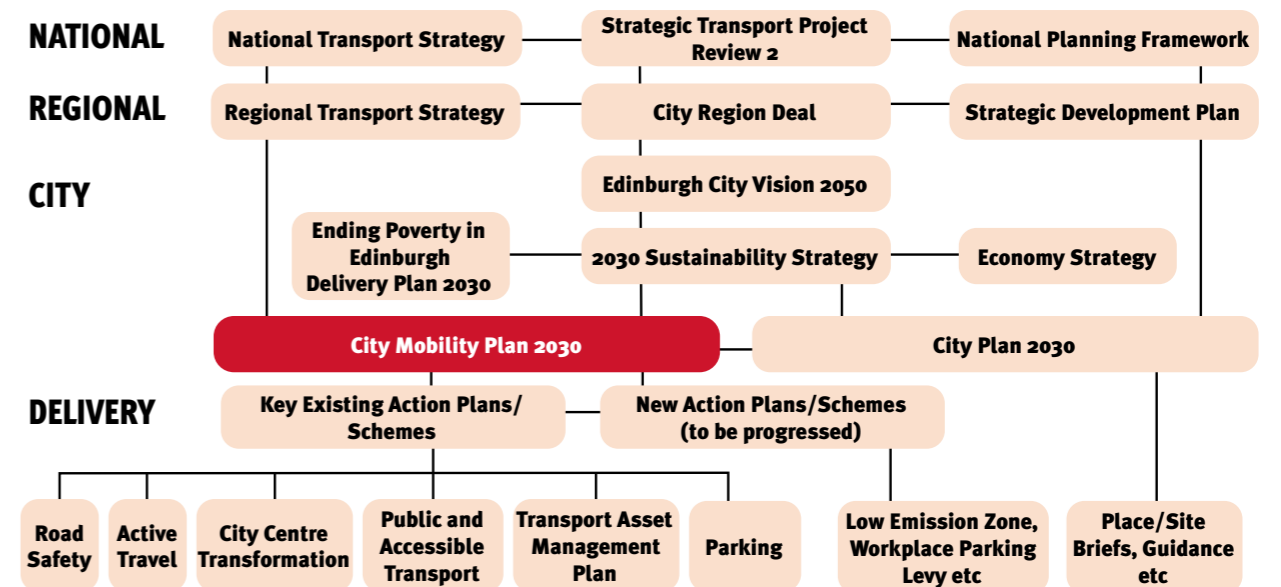 NATIONAL
National Transport Strategy
Strategic Transport Project
Review 2
National Planning Framework
REGIONAL
Regional Transport Strategy
City Region Deal
Strategic Development Plan
CITY
Edinburgh City Vision 2050
Ending Poverty in
Edinburgh
Delivery Plan 2030
2030 Sustainability Strategy
Economy Strategy
City Mobility Plan 2030
City Plan 2030
DELIVERY
Key Existing Action Plans/
Schemes
New Action Plans/Schemes
(to be progressed)
Road
Safety
Active
Travel
City Centre
Transformation
Public and
Accessible
Transport
Transport Asset
Management
Plan
Parking
Low Emission Zone,
Workplace Parking
Levy etc
Place/Site
Briefs, Guidance
etc